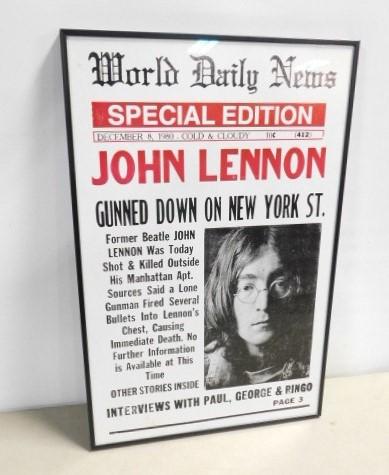 World Daily News
SPECIAL EDITION
DECEMBER 8, 1980 . COLD & CLOUDY 10¢ (412)
JOHN LENNON
GUNNED DOWN ON NEW YORK ST.
Former Beatle JOHN
LENNON Was Today
Shot & Killed Outside
His Manhattan Apt.
Sources Said a Lone
Gunman Fired Several
Bullets Into Lennon's
Chest, Causing
Immediate Death. No
Further Information
is Available at This
Time
OTHER STORIES INSIDE
INTERVIEWS WITH PAUL, GEORGE & RINGO
PAGE 3